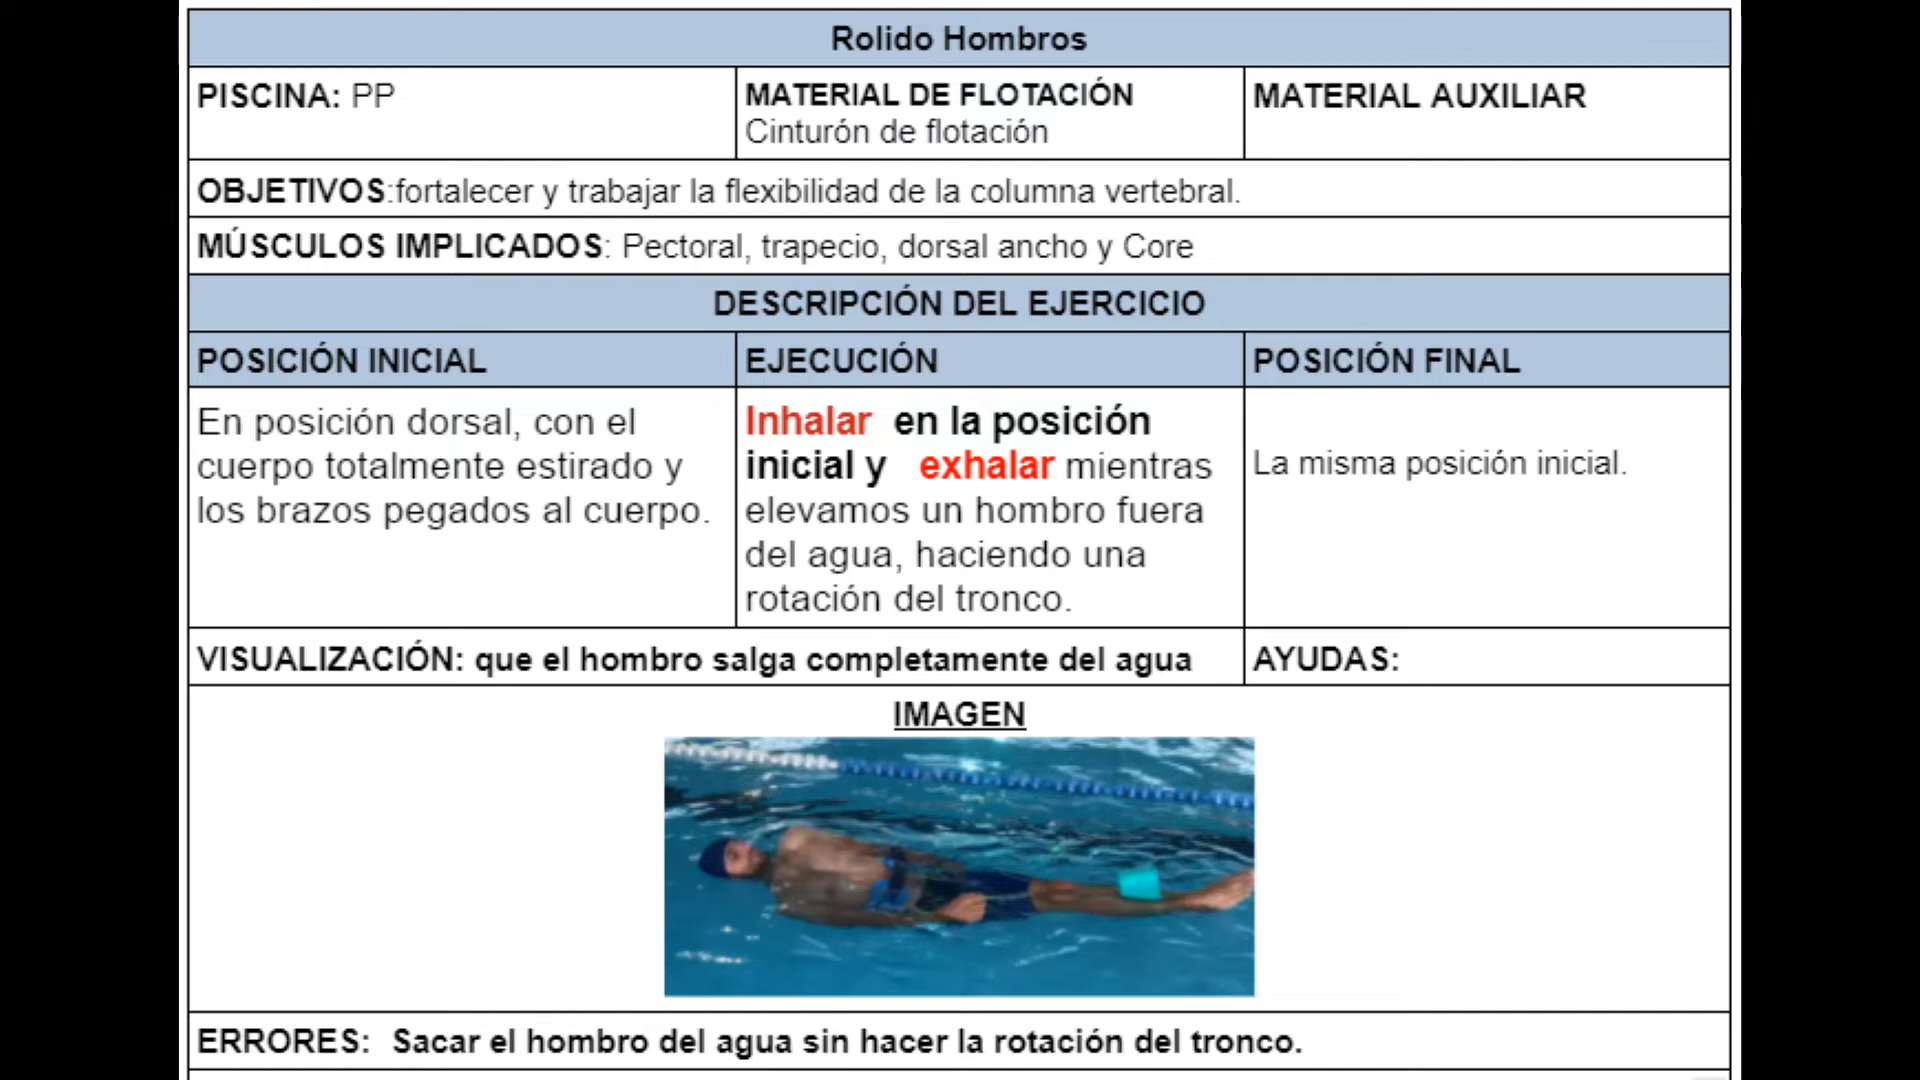 Rolido Hombros
PISCINA: PP
MATERIAL DE FLOTACIÓN
Cinturón de flotación
MATERIAL AUXILIAR
OBJETIVOS:fortalecer y trabajar la flexibilidad de la columna vertebral.
MÚSCULOS IMPLICADOS: Pectoral, trapecio, dorsal ancho y Core
DESCRIPCIÓN DEL EJERCICIO
POSICIÓN INICIAL
EJECUCIÓN
POSICIÓN FINAL
En posición dorsal, con el
cuerpo totalmente estirado y
los brazos pegados al cuerpo.
Inhalar en la posición
inicial y exhalar mientras
elevamos un hombro fuera
del agua, haciendo una
rotación del tronco.
La misma posición inicial.
VISUALIZACIÓN: que el hombro salga completamente del agua
AYUDAS:
IMAGEN
ERRORES: Sacar el hombro del agua sin hacer la rotación del tronco.